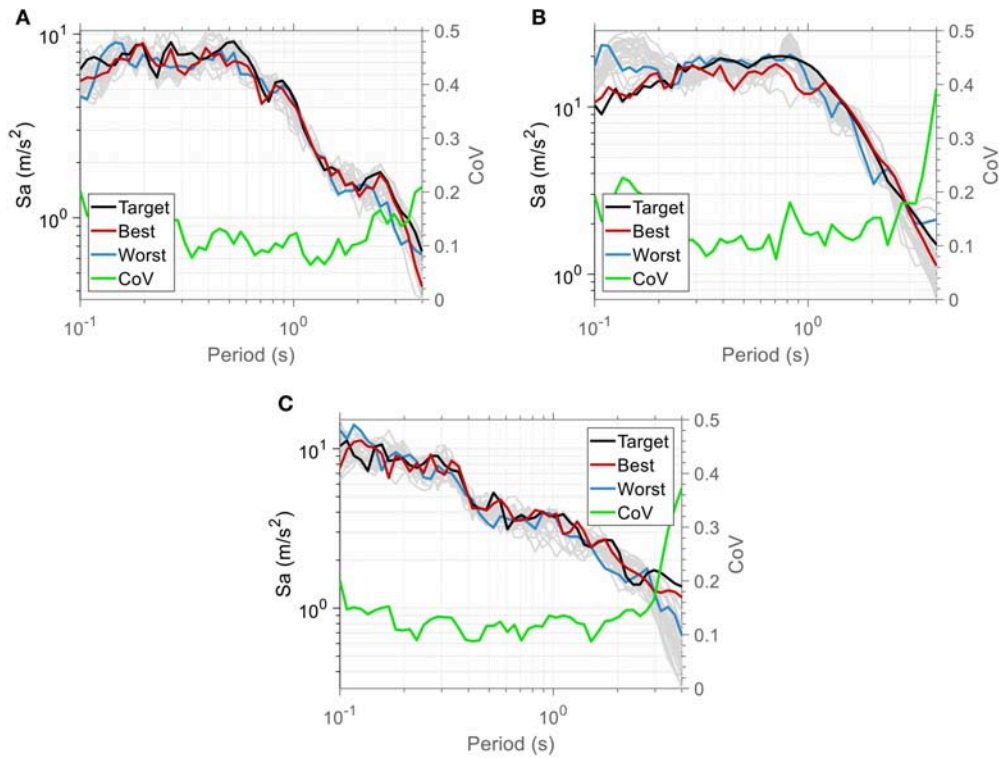 A
10^1
10^0
Sa (m/s^2)
0.5
0.4
0.3
0.2
0.1
0
CoV
Target
Best
Worst
CoV
10^-1
10^0
Period (s)
B
10^1
10^0
Sa (m/s^2)
0.5
0.4
0.3
0.2
0.1
0
CoV
Target
Best
Worst
CoV
10^-1
10^0
Period (s)
C
10^1
10^0
Sa (m/s^2)
0.5
0.4
0.3
0.2
0.1
0
CoV
Target
Best
Worst
CoV
10^-1
10^0
Period (s)